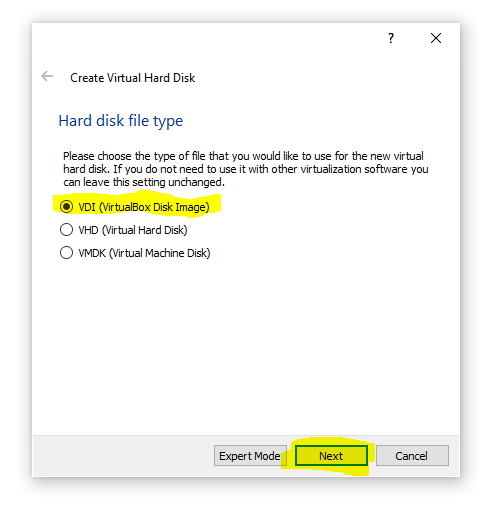 ?
Create Virtual Hard Disk
Hard disk file type
Please choose the type of file that you would like to use for the new virtual
hard disk. If you do not need to use it with other virtualization software you
can leave this setting unchanged.
VDI (VirtualBox Disk Image)
VHD (Virtual Hard Disk)
VMDK (Virtual Machine Disk)
Expert Mode Next Cancel